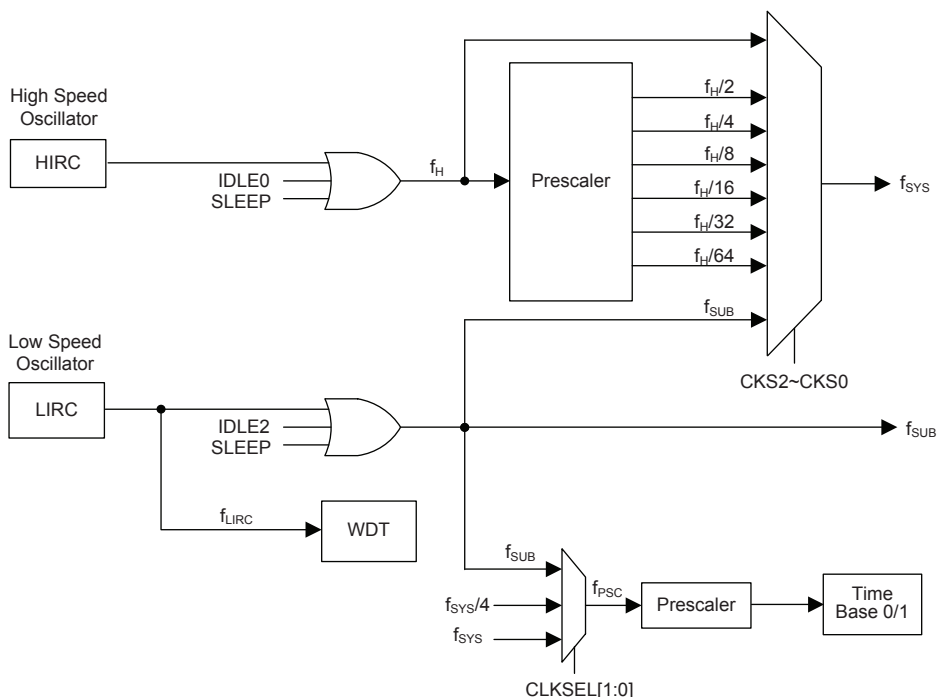 High Speed
Oscillator
HIRC
IDLE0
SLEEP
fH
Prescaler
fH/2
fH/4
fH/8
fH/16
fH/32
fH/64
fSUB
CKS2~CKS0
fSYS
Low Speed
Oscillator
LIRC
IDLE2
SLEEP
fSUB
fLIRC
WDT
fSUB
fSYS/4
fSYS
CLKSEL[1:0]
fPSC
Prescaler
Time
Base 0/1